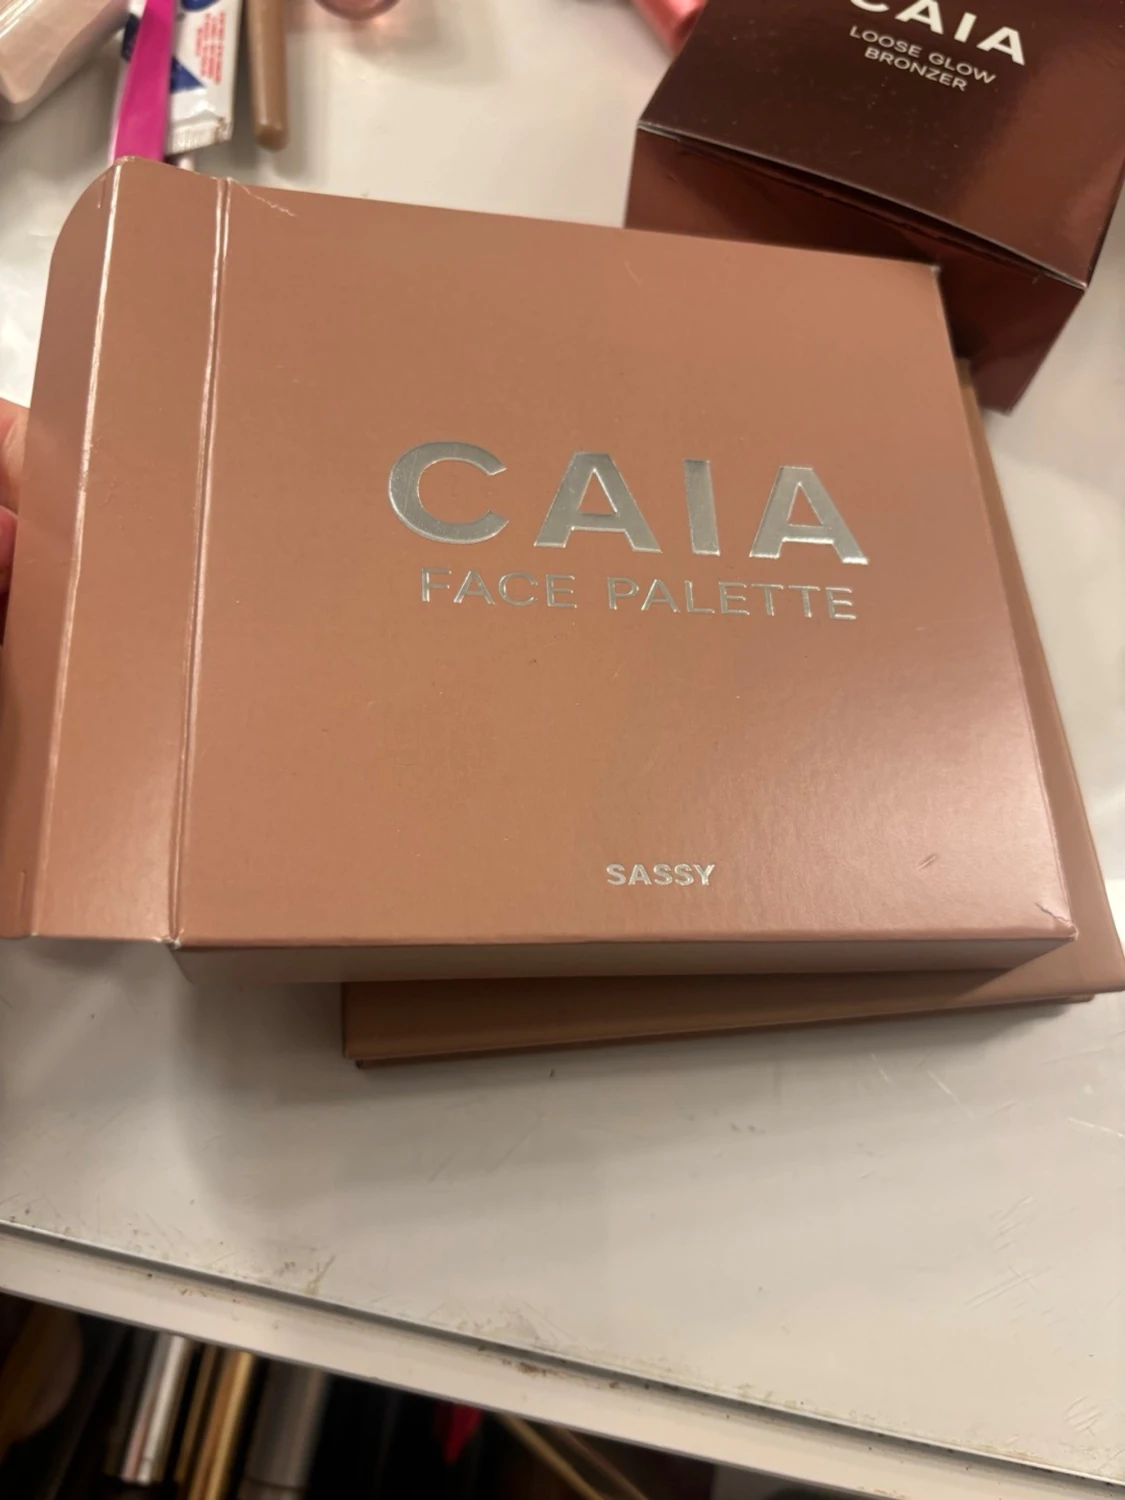 CAIA
LOOSE GLOW
BRONZER
CAIA
FACE PALETTE
SASSY